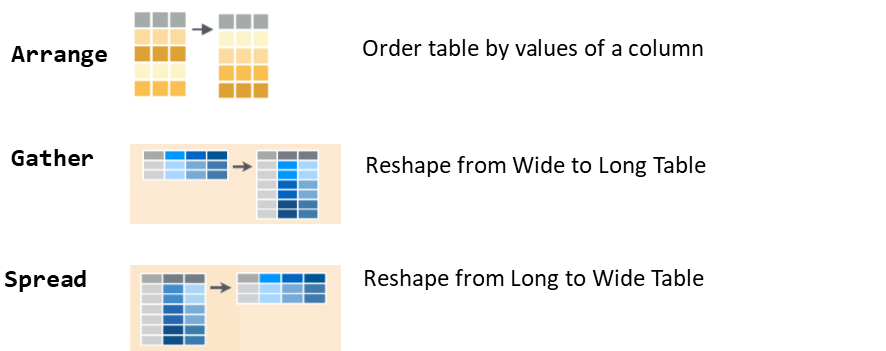 Arrange
Order table by values of a column
Gather
Reshape from Wide to Long Table
Spread
Reshape from Long to Wide Table